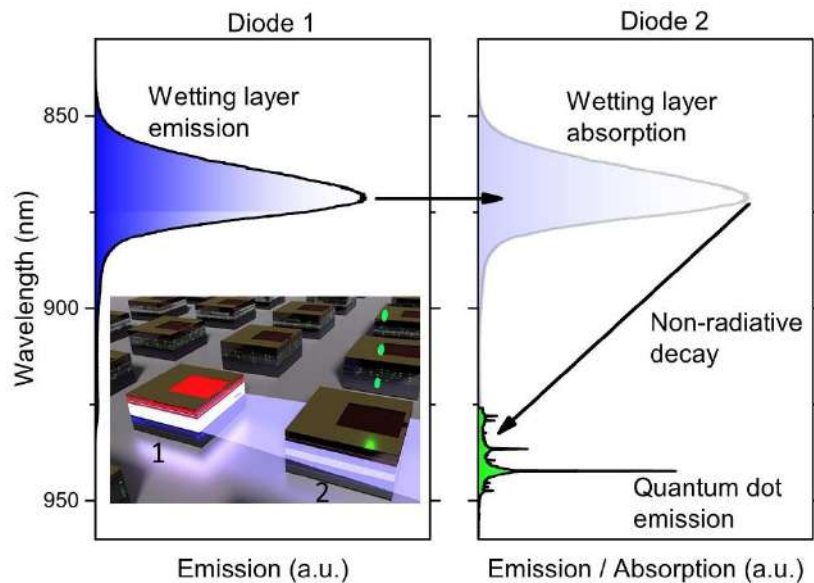 Diode 1
Diode 2
Wavelength (nm)
850
900
950
Wetting layer
emission
1
2
Emission (a.u.)
Wetting layer
absorption
Non-radiative
decay
Quantum dot
emission
Emission / Absorption (a.u.)